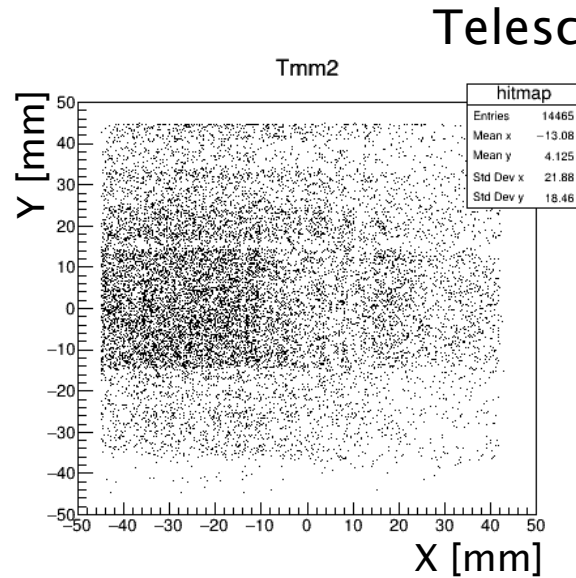 Telesc
Tmm2
hitmap
Entries 14465
Mean x −13.08
Mean y 4.125
Std Dev x 21.88
Std Dev y 18.46
Y [mm]
50
40
30
20
10
0
−10
−20
−30
−40
−50
−50 −40 −30 −20 −10 0 10 20 30 40 50
X [mm]